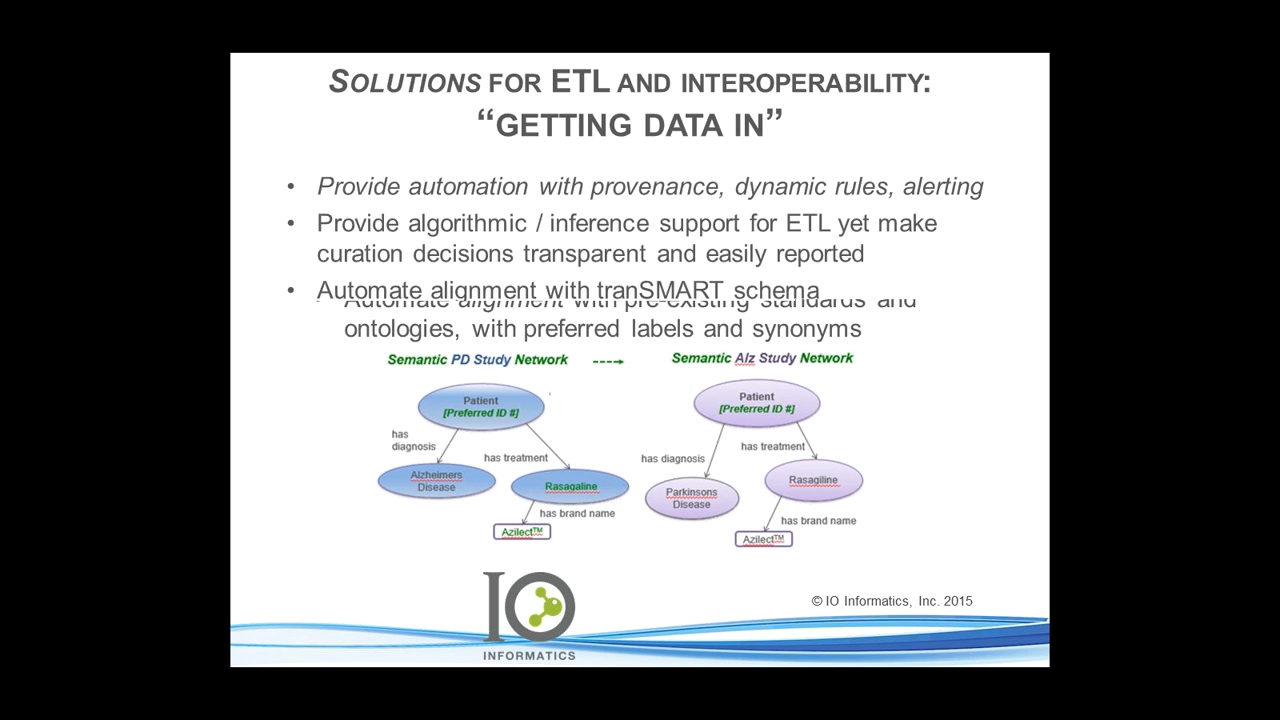 SOLUTIONS FOR ETL AND INTEROPERABILITY:
“GETTING DATA IN”
• Provide automation with provenance, dynamic rules, alerting
• Provide algorithmic / inference support for ETL yet make
curation decisions transparent and easily reported
• Automate alignment with tranSMART schema
Automate alignment with pre-existing standards and
ontologies, with preferred labels and synonyms
Semantic PD Study Network
Semantic Alz Study Network
Patient
[Preferred ID #]
has
diagnosis
has treatment
Alzheimers
Disease
Rasagaline
has brand name
Azilect™
Patient
[Preferred ID #]
has diagnosis
has treatment
Parkinsons
Disease
Rasagiline
has brand name
Azilect™
IO
INFORMATICS
© IO Informatics, Inc. 2015